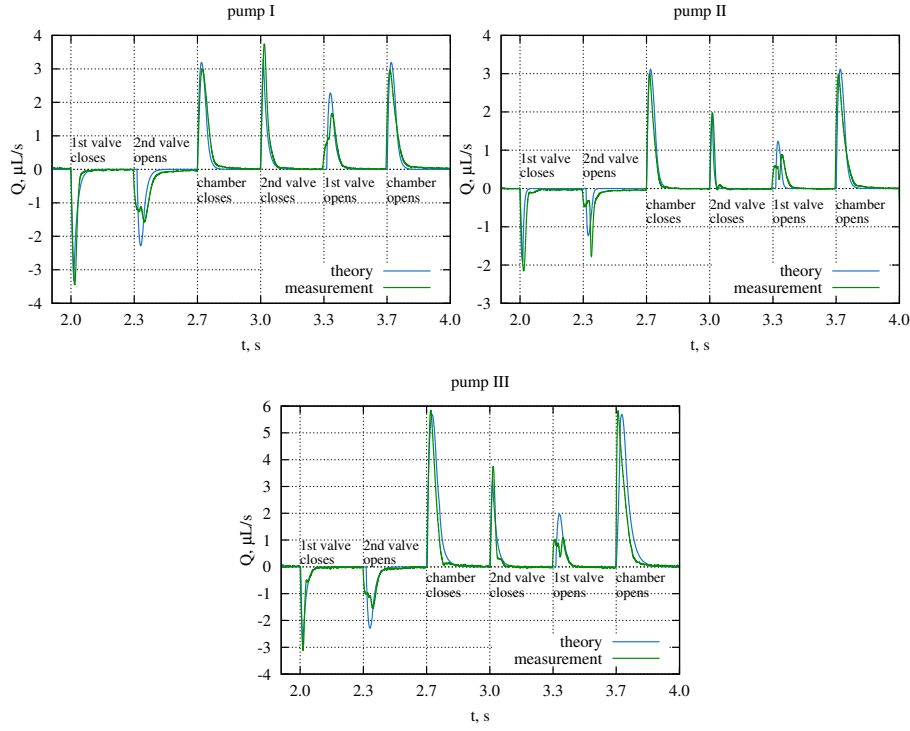 pump I
4
3
2
1
0
-1
-2
-3
-4
Q, µL/s
1st valve
closes
2nd valve
opens
chamber
closes
2nd valve
closes
1st valve
opens
chamber
opens
theory
measurement
2.0 2.3 2.7 3.0 3.3 3.7 4.0
t, s
pump II
4
3
2
1
0
-1
-2
-3
Q, µL/s
1st valve
closes
2nd valve
opens
chamber
closes
2nd valve
closes
1st valve
opens
chamber
opens
theory
measurement
2.0 2.3 2.7 3.0 3.3 3.7 4.0
t, s
pump III
6
5
4
3
2
1
0
-1
-2
-3
-4
Q, µL/s
1st valve
closes
2nd valve
opens
chamber
closes
2nd valve
closes
1st valve
opens
chamber
opens
theory
measurement
2.0 2.3 2.7 3.0 3.3 3.7 4.0
t, s